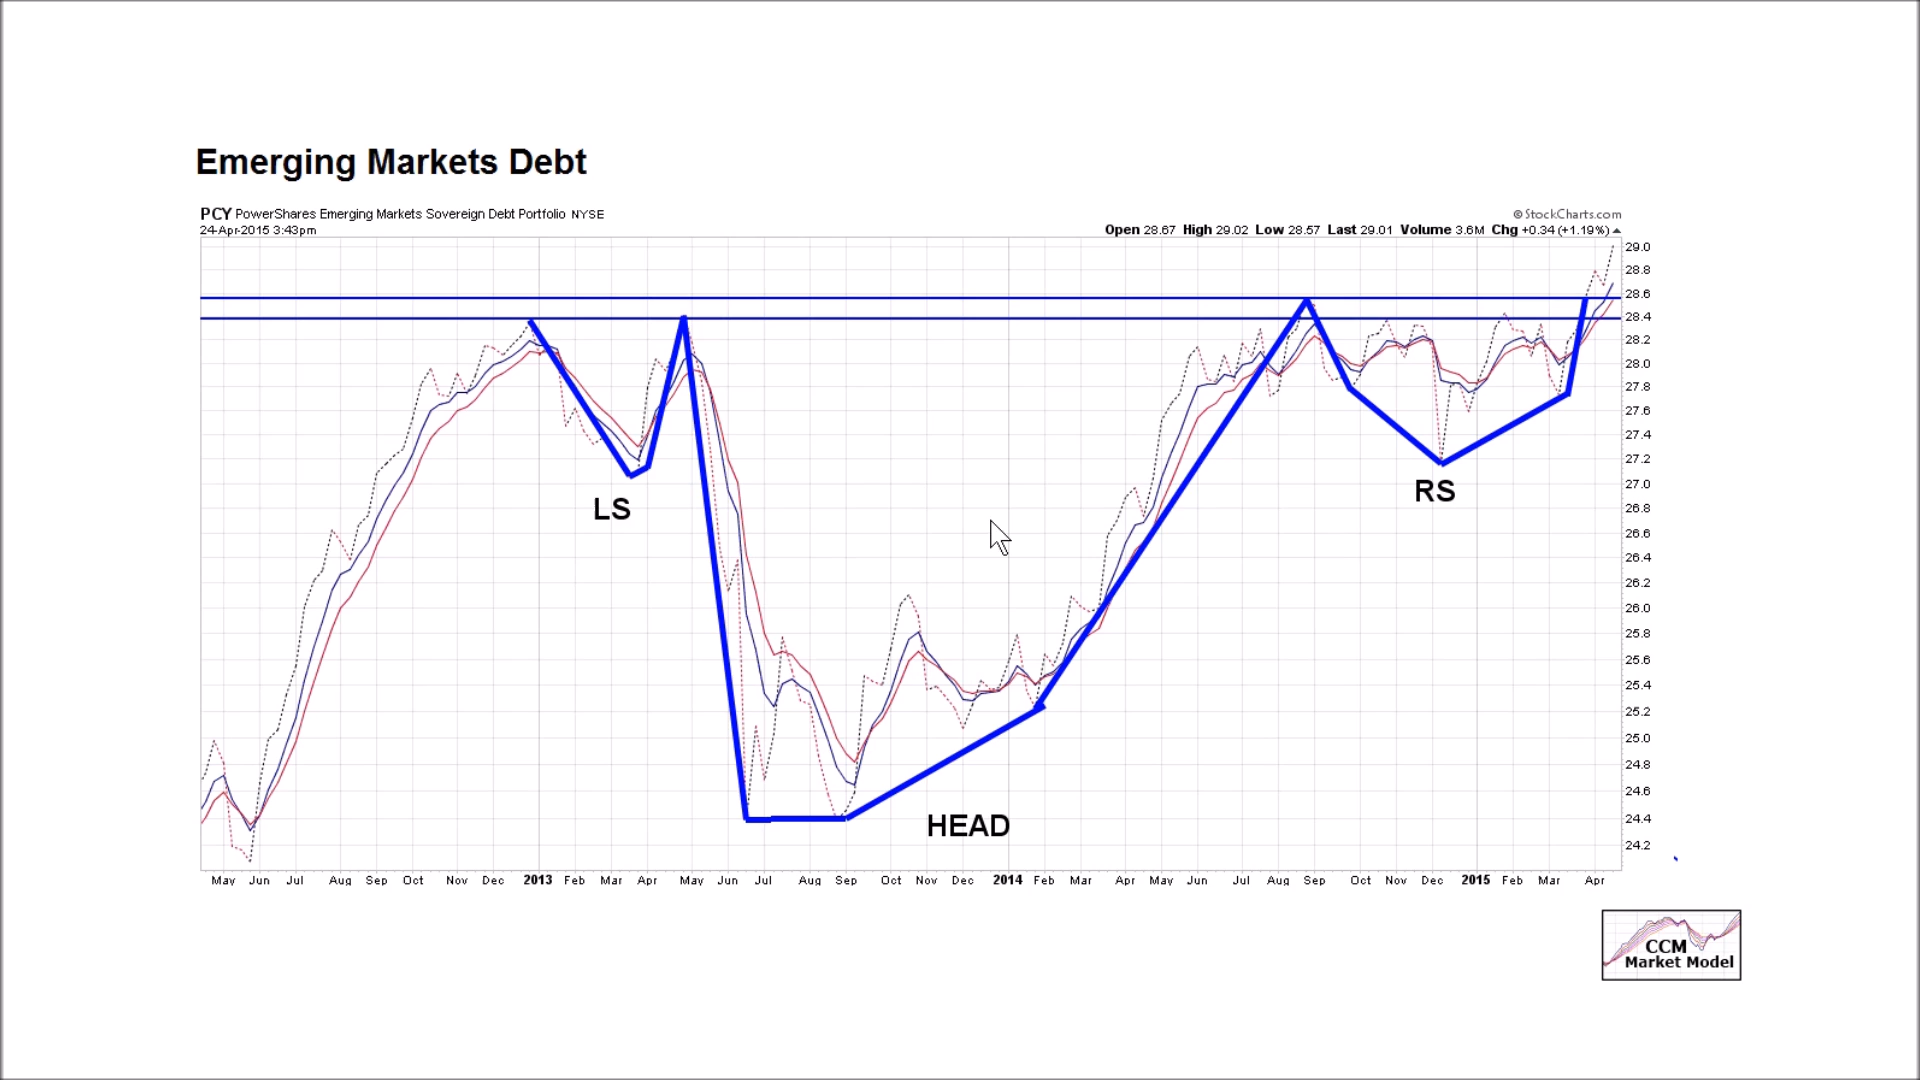 Emerging Markets Debt
PCY PowerShares Emerging Markets Sovereign Debt Portfolio NYSE
© StockCharts.com
24-Apr-2015 3:43pm
Open 28.67 High 29.02 Low 28.57 Last 29.01 Volume 3.6M Chg +0.34 (+1.19%)
29.0
28.8
28.6
28.4
28.2
28.0
27.8
27.6
27.4
27.2
27.0
26.8
26.6
26.4
26.2
26.0
25.8
25.6
25.4
25.2
25.0
24.8
24.6
24.4
24.2
LS
RS
HEAD
May Jun Jul Aug Sep Oct Nov Dec 2013 Feb Mar Apr May Jun Jul Aug Sep Oct Nov Dec 2014 Feb Mar Apr May Jun Jul Aug Sep Oct Nov Dec 2015 Feb Mar Apr
CCM
Market Model